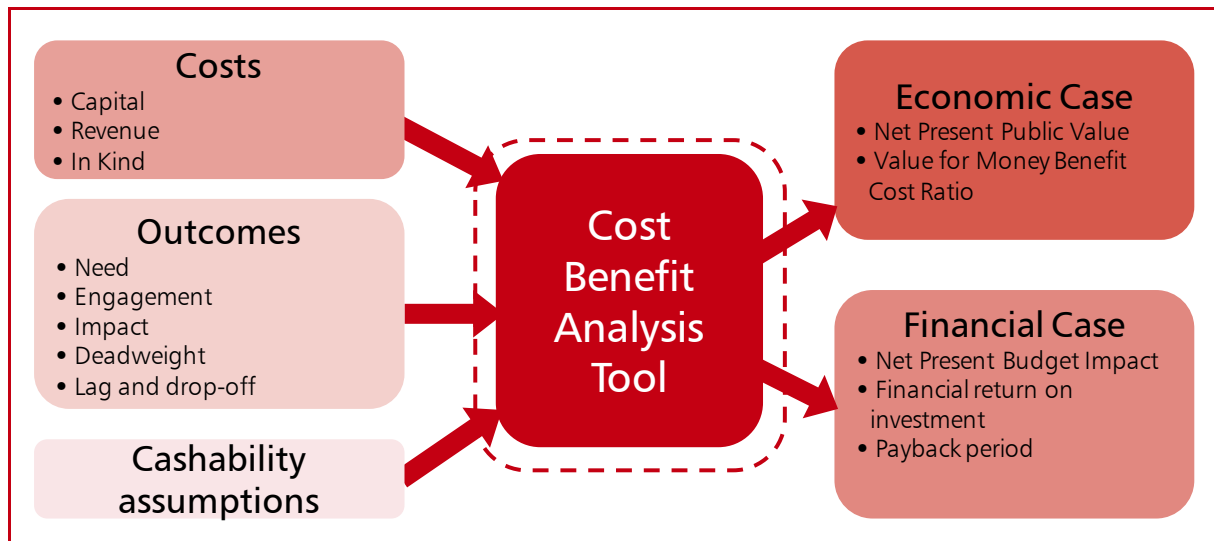 Costs
• Capital
• Revenue
• In Kind
Outcomes
• Need
• Engagement
• Impact
• Deadweight
• Lag and drop-off
Cashability
assumptions
Cost
Benefit
Analysis
Tool
Economic Case
• Net Present Public Value
• Value for Money Benefit
Cost Ratio
Financial Case
• Net Present Budget Impact
• Financial return on
investment
• Payback period